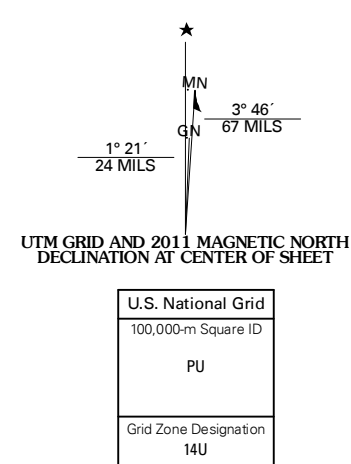 MN
3° 46´
67 MILS
GN
1° 21´
24 MILS
UTM GRID AND 2011 MAGNETIC NORTH
DECLINATION AT CENTER OF SHEET
U.S. National Grid
100,000-m Square ID
PU
Grid Zone Designation
14U